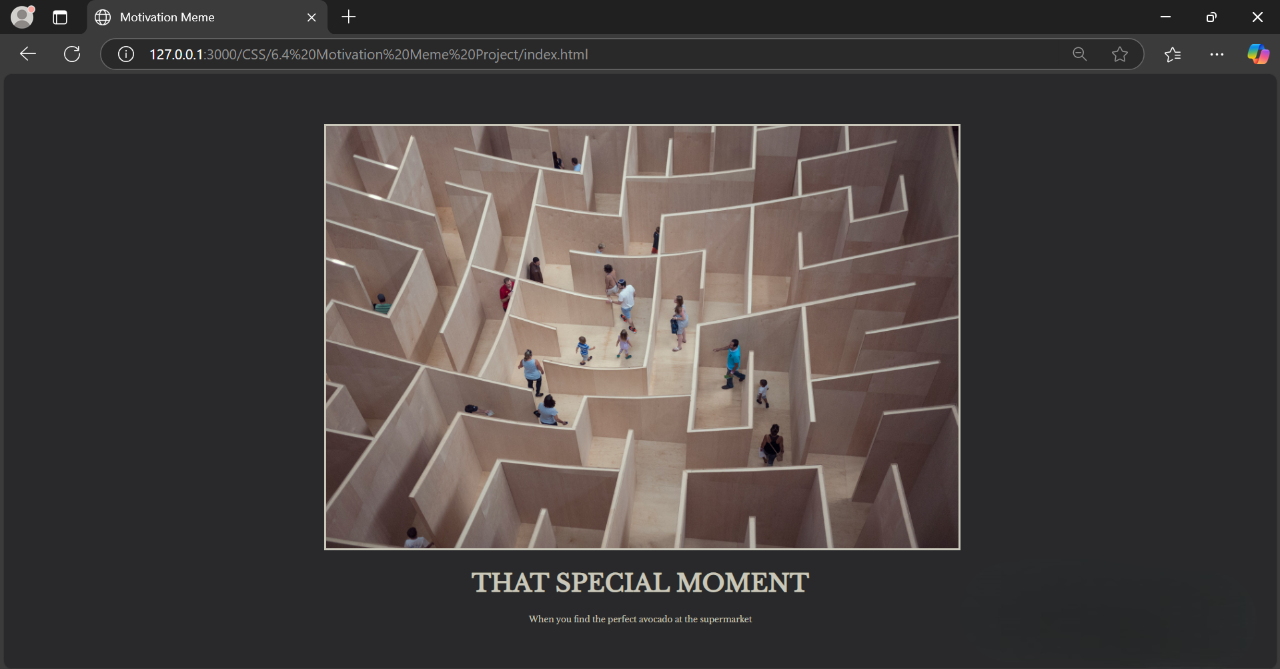 Motivation Meme
127.0.0.1:3000/CSS/6.4%20Motivation%20Meme%20Project/index.html
THAT SPECIAL MOMENT
When you find the perfect avocado at the supermarket